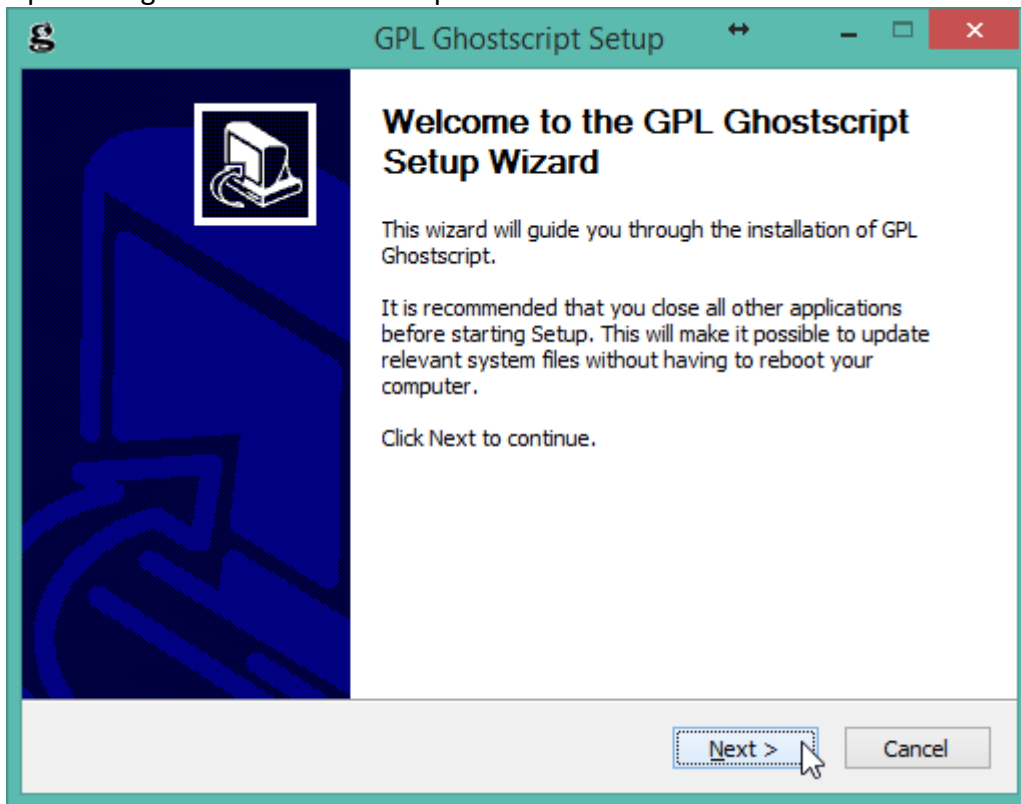 GPL Ghostscript Setup
Welcome to the GPL Ghostscript
Setup Wizard
This wizard will guide you through the installation of GPL
Ghostscript.
It is recommended that you close all other applications
before starting Setup. This will make it possible to update
relevant system files without having to reboot your
computer.
Click Next to continue.
Next >
Cancel